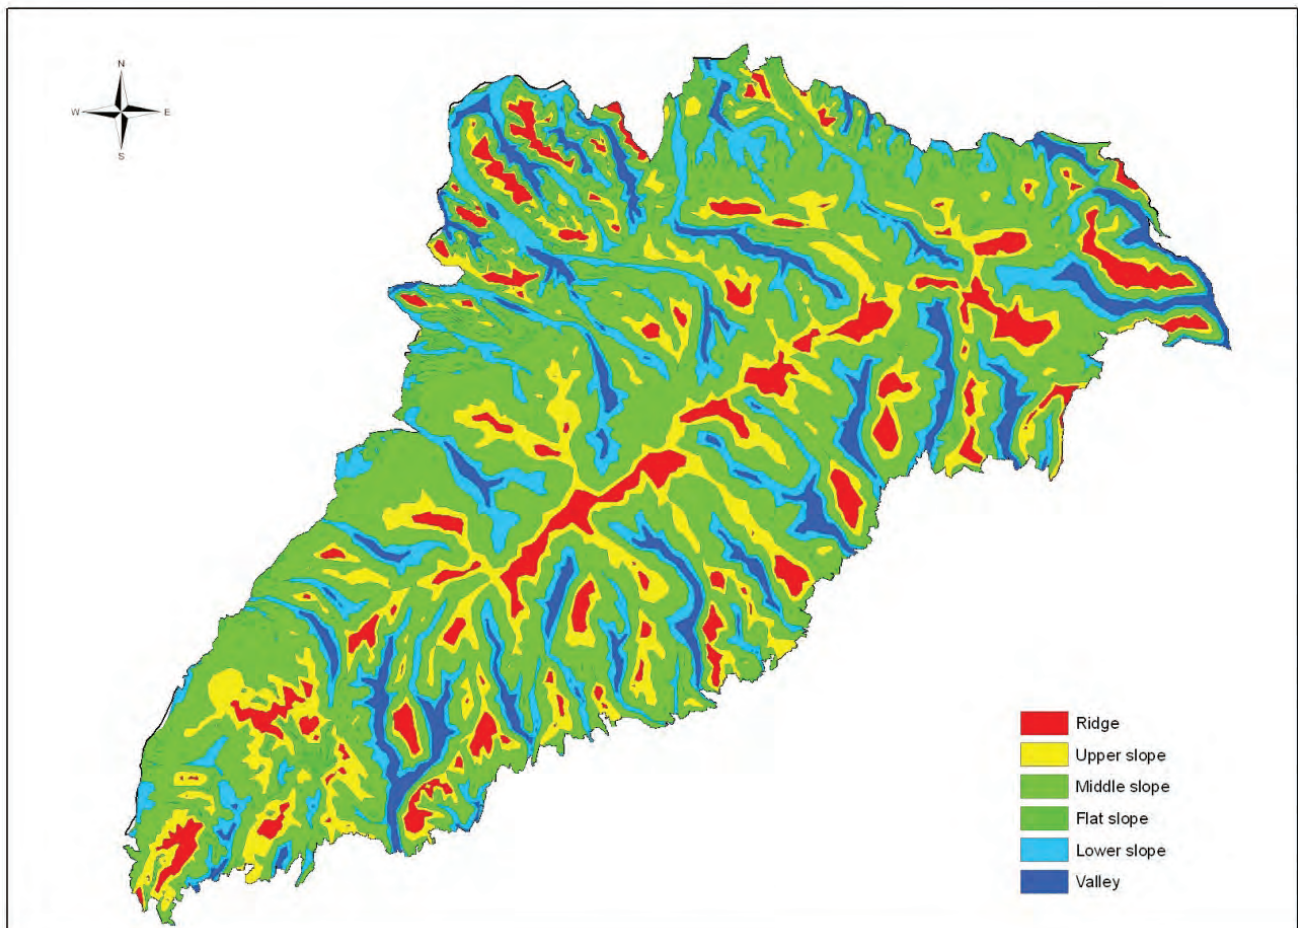 N
W E
S
Ridge
Upper slope
Middle slope
Flat slope
Lower slope
Valley